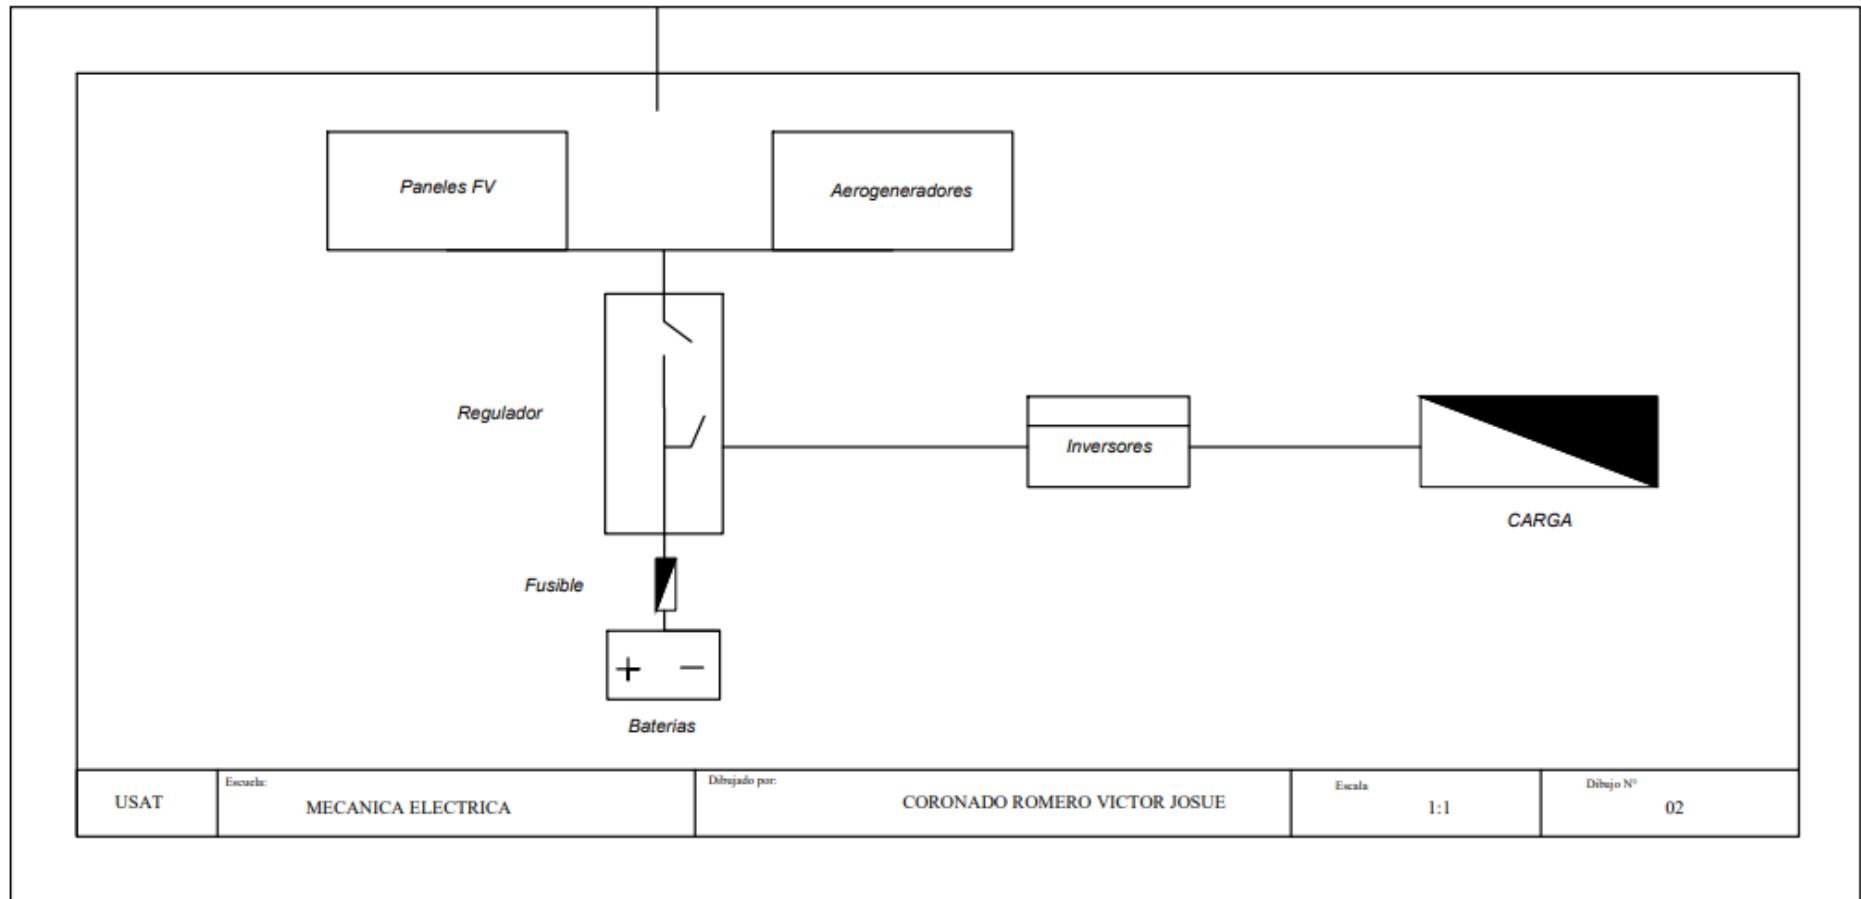 Paneles FV
Aerogeneradores
Regulador
Inversores
CARGA
Fusible
+ −
Baterias
USAT
Escuela:
MECANICA ELECTRICA
Dibujado por:
CORONADO ROMERO VICTOR JOSUE
Escala
1:1
Dibujo N°
02